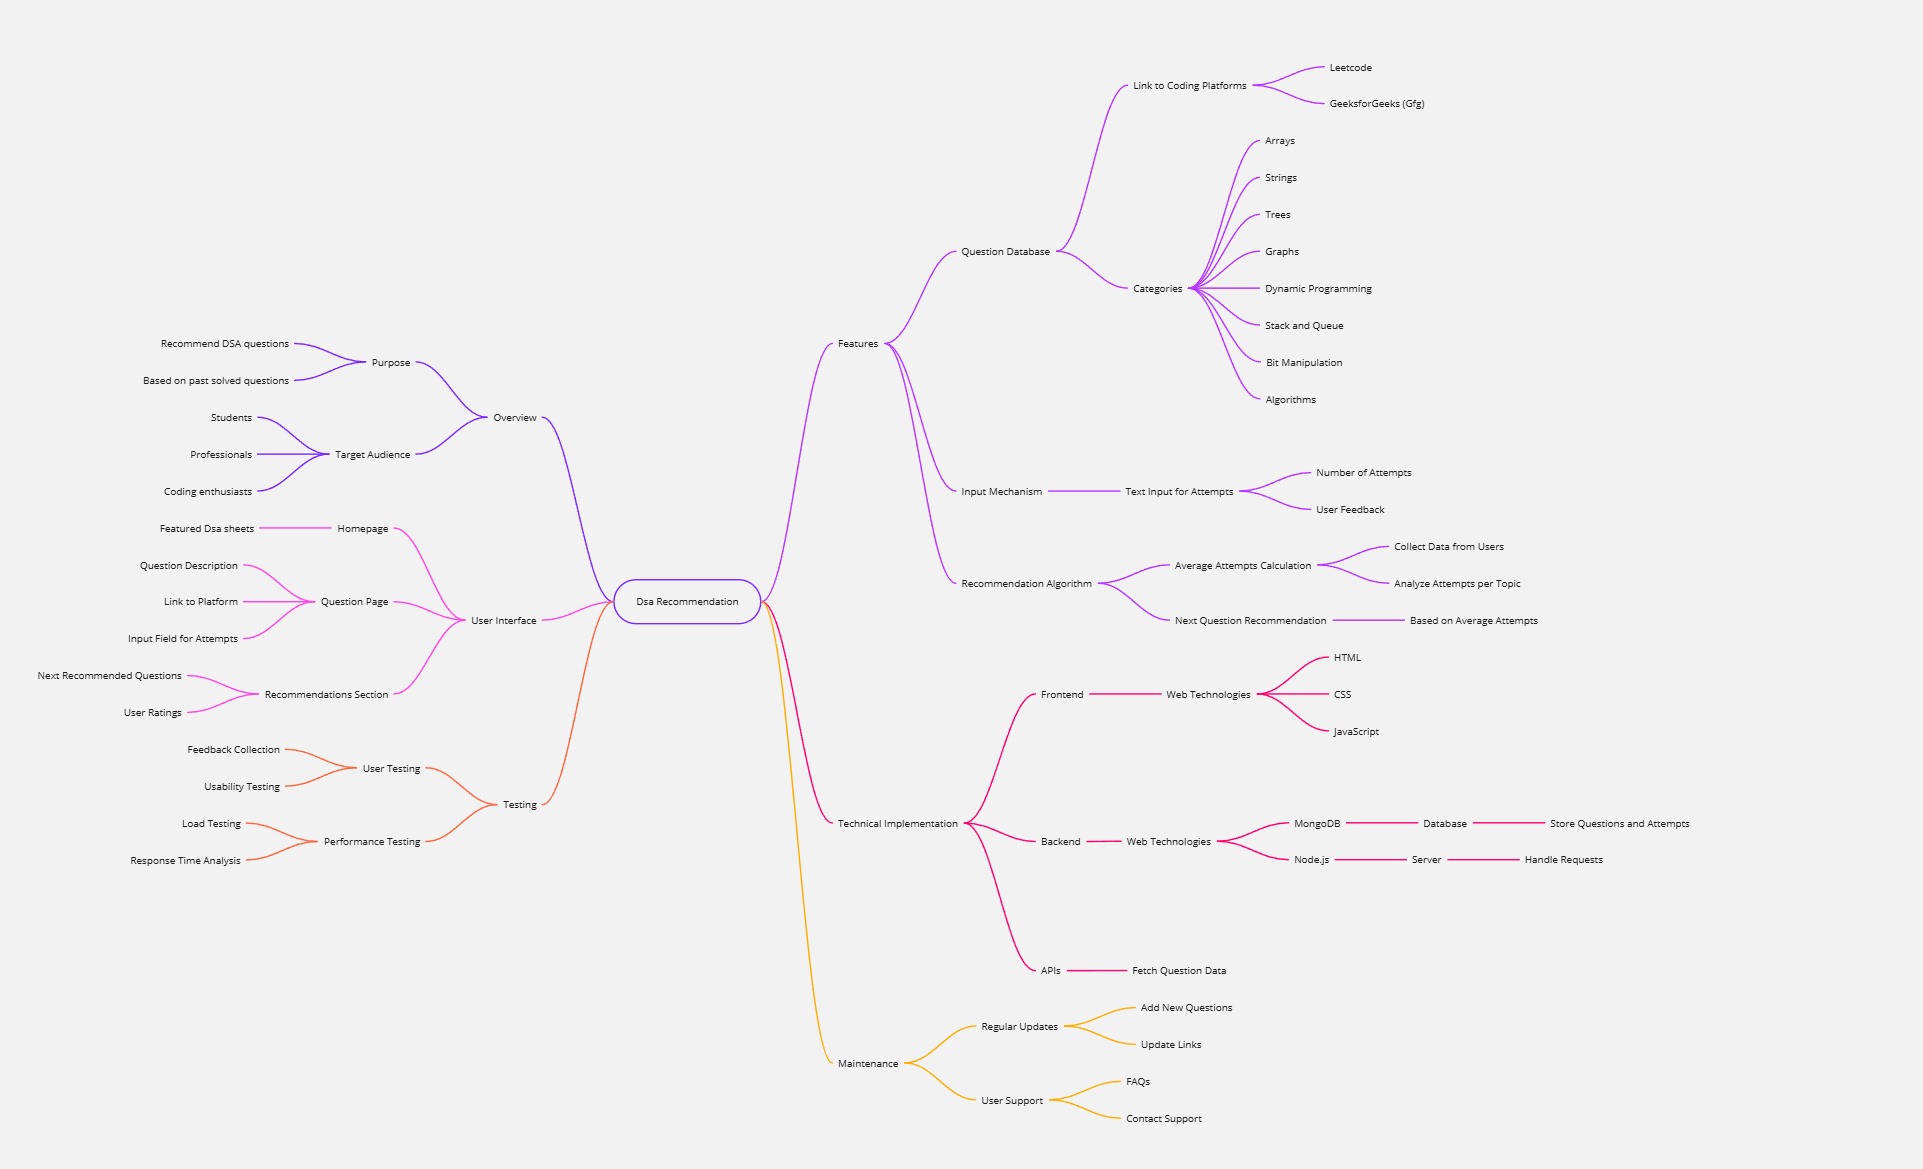 Dsa Recommendation
Overview
Purpose
Recommend DSA questions
Based on past solved questions
Target Audience
Students
Professionals
Coding enthusiasts
User Interface
Homepage
Featured Dsa sheets
Question Page
Question Description
Link to Platform
Input Field for Attempts
Recommendations Section
Next Recommended Questions
User Ratings
Testing
User Testing
Feedback Collection
Usability Testing
Performance Testing
Load Testing
Response Time Analysis
Features
Question Database
Link to Coding Platforms
Leetcode
GeeksforGeeks (Gfg)
Categories
Arrays
Strings
Trees
Graphs
Dynamic Programming
Stack and Queue
Bit Manipulation
Algorithms
Input Mechanism
Text Input for Attempts
Number of Attempts
User Feedback
Recommendation Algorithm
Average Attempts Calculation
Collect Data from Users
Analyze Attempts per Topic
Next Question Recommendation
Based on Average Attempts
Technical Implementation
Frontend
Web Technologies
HTML
CSS
JavaScript
Backend
Web Technologies
MongoDB
Database
Store Questions and Attempts
Node.js
Server
Handle Requests
APIs
Fetch Question Data
Maintenance
Regular Updates
Add New Questions
Update Links
User Support
FAQs
Contact Support